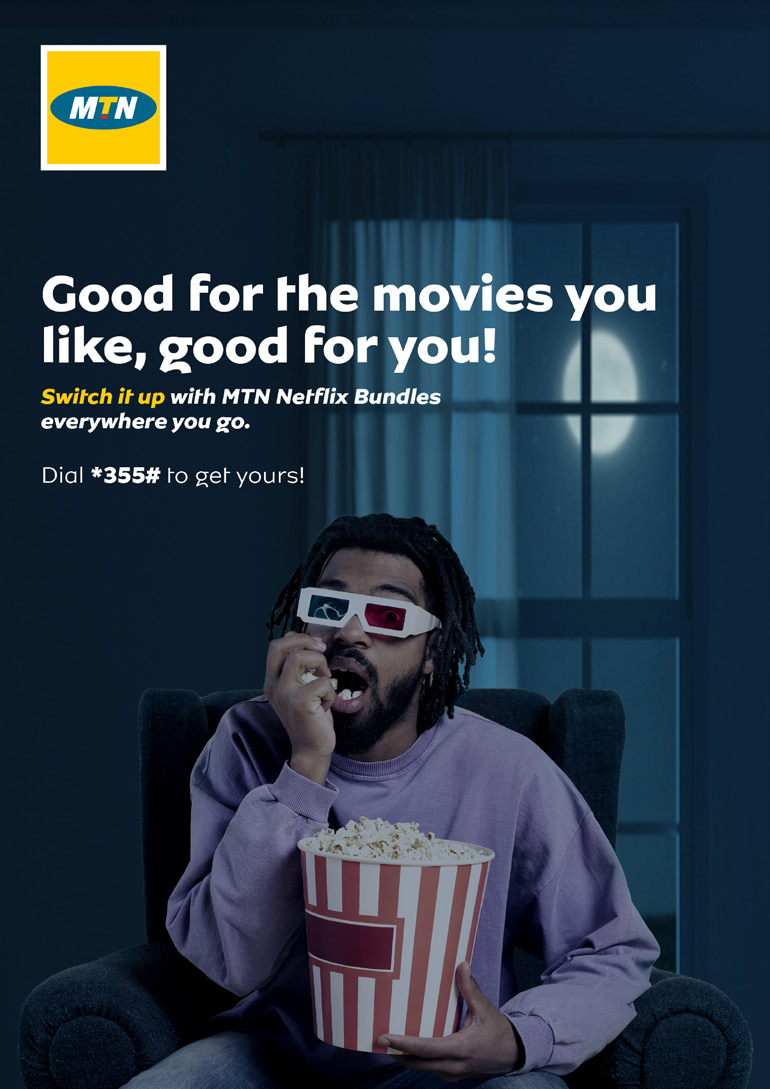 MTN
Good for the movies you
like, good for you!
Switch it up with MTN Netflix Bundles
everywhere you go.
Dial *355# to get yours!